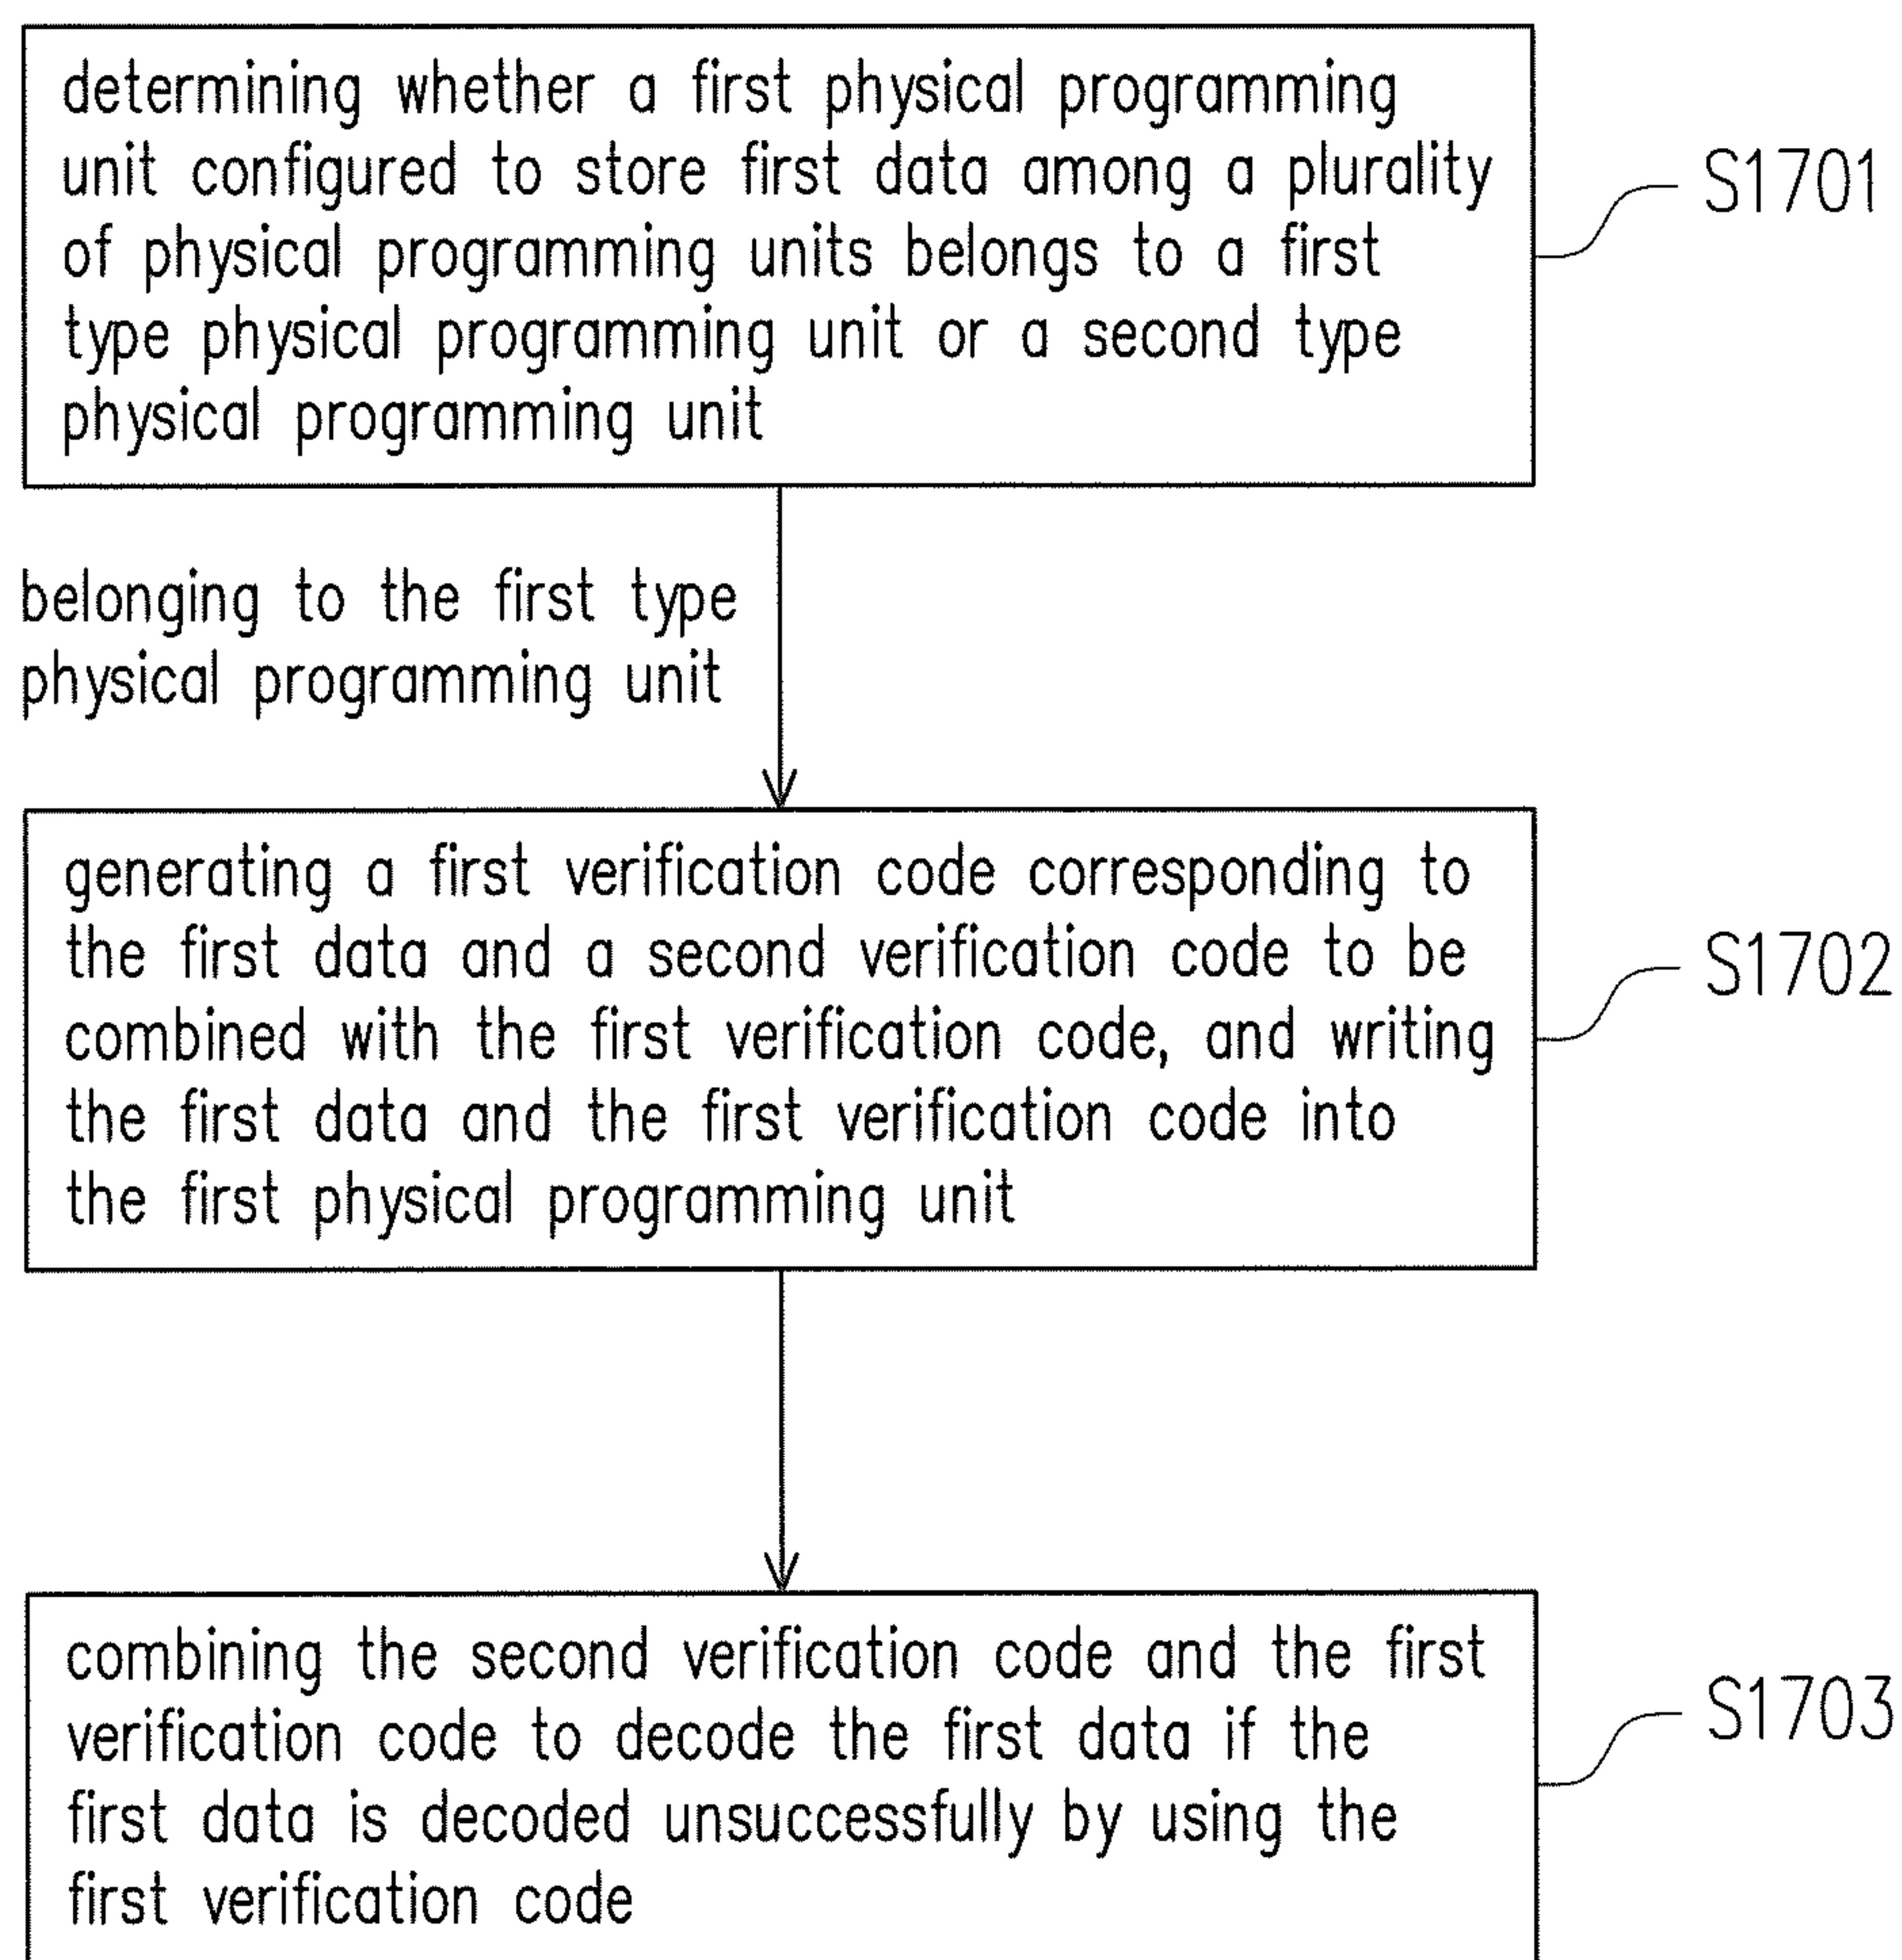 determining whether a first physical programming
unit configured to store first data among a plurality
of physical programming units belongs to a first
type physical programming unit or a second type
physical programming unit
S1701
belonging to the first type
physical programming unit
generating a first verification code corresponding to
the first data and a second verification code to be
combined with the first verification code, and writing
the first data and the first verification code into
the first physical programming unit
S1702
combining the second verification code and the first
verification code to decode the first data if the
first data is decoded unsuccessfully by using the
first verification code
S1703